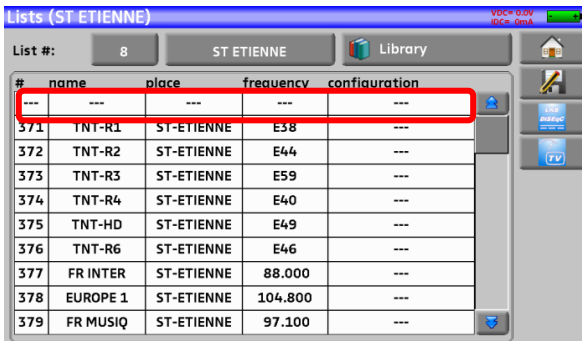 Lists (ST ETIENNE)
VDC= 0.0V
IDC= 0mA
- +
List #: 8 ST ETIENNE Library
# name place frequency configuration
--- --- --- --- ---
371 TNT-R1 ST-ETIENNE E38 ---
372 TNT-R2 ST-ETIENNE E44 ---
373 TNT-R3 ST-ETIENNE E59 ---
374 TNT-R4 ST-ETIENNE E40 ---
375 TNT-HD ST-ETIENNE E49 ---
376 TNT-R6 ST-ETIENNE E46 ---
377 FR INTER ST-ETIENNE 88.000 ---
378 EUROPE 1 ST-ETIENNE 104.800 ---
379 FR MUSIQ ST-ETIENNE 97.100 ---
DiSEqC
TV